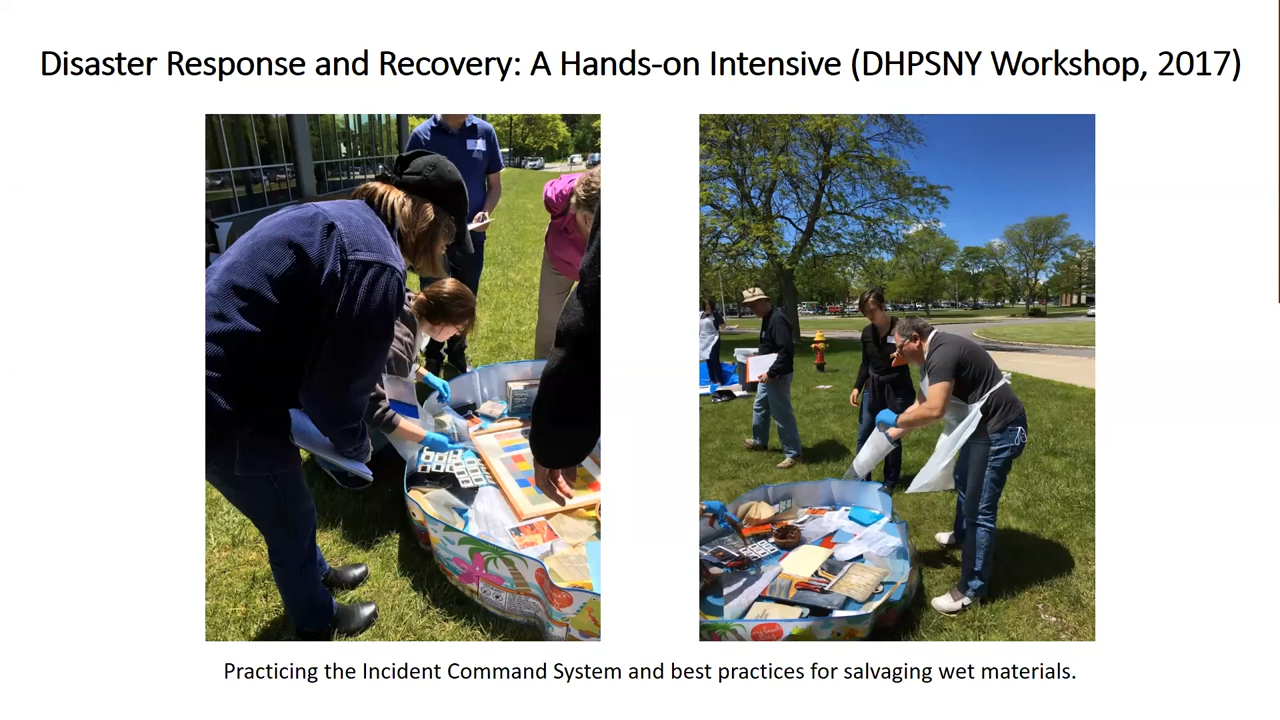 Disaster Response and Recovery: A Hands-on Intensive (DHPSNY Workshop, 2017)
Practicing the Incident Command System and best practices for salvaging wet materials.